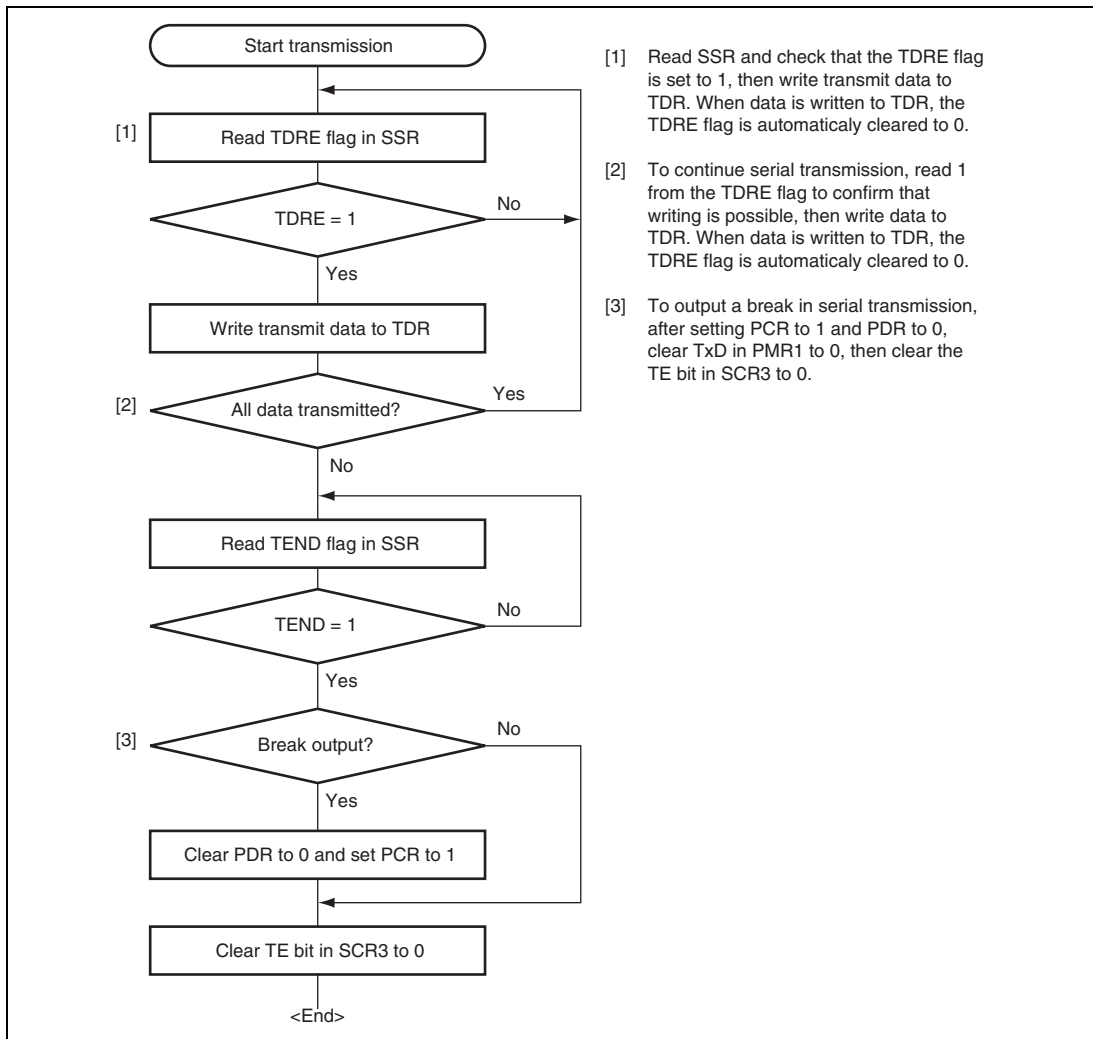 Start transmission
[1]
Read TDRE flag in SSR
TDRE = 1
No
Yes
Write transmit data to TDR
[2]
All data transmitted?
Yes
No
Read TEND flag in SSR
TEND = 1
No
Yes
[3]
Break output?
No
Yes
Clear PDR to 0 and set PCR to 1
Clear TE bit in SCR3 to 0
<End>
[1] Read SSR and check that the TDRE flag
is set to 1, then write transmit data to
TDR. When data is written to TDR, the
TDRE flag is automaticaly cleared to 0.
[2] To continue serial transmission, read 1
from the TDRE flag to confirm that
writing is possible, then write data to
TDR. When data is written to TDR, the
TDRE flag is automaticaly cleared to 0.
[3] To output a break in serial transmission,
after setting PCR to 1 and PDR to 0,
clear TxD in PMR1 to 0, then clear the
TE bit in SCR3 to 0.